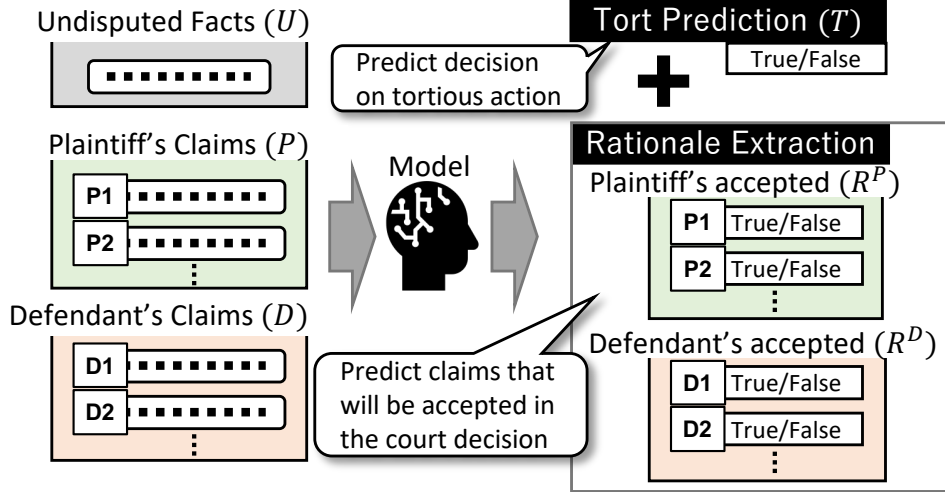 Undisputed Facts (U)
Plaintiff's Claims (P)
P1
P2
Defendant's Claims (D)
D1
D2
Model
Predict decision
on tortious action
Predict claims that
will be accepted in
the court decision
Tort Prediction (T)
True/False
Rationale Extraction
Plaintiff's accepted (R^P)
P1 True/False
P2 True/False
Defendant's accepted (R^D)
D1 True/False
D2 True/False